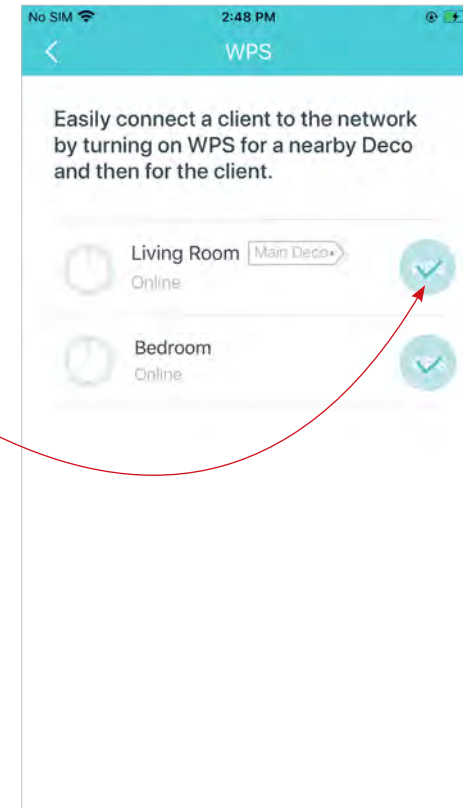 No SIM 2:48 PM
WPS
Easily connect a client to the network
by turning on WPS for a nearby Deco
and then for the client.
Living Room Main Deco
Online
Bedroom
Online